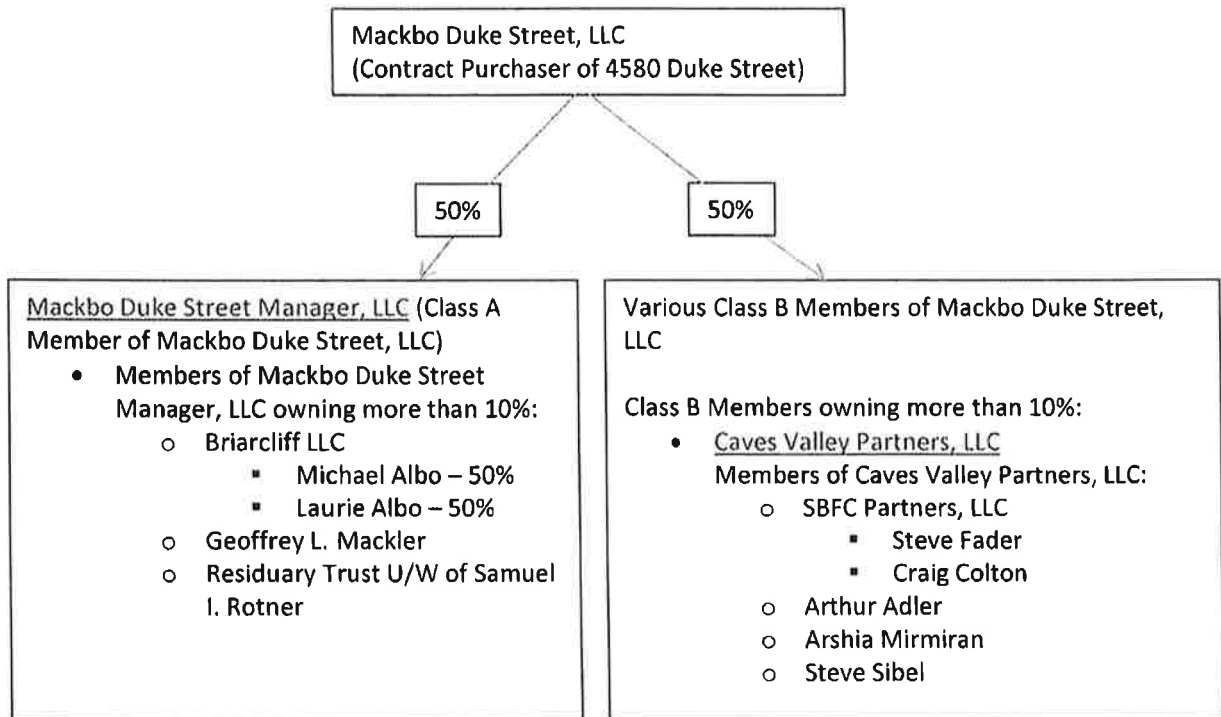 Mackbo Duke Street, LLC
(Contract Purchaser of 4580 Duke Street)
50%
50%
Mackbo Duke Street Manager, LLC (Class A
Member of Mackbo Duke Street, LLC)
• Members of Mackbo Duke Street
Manager, LLC owning more than 10%:
o Briarcliff LLC
▪ Michael Albo – 50%
▪ Laurie Albo – 50%
o Geoffrey L. Mackler
o Residuary Trust U/W of Samuel
I. Rotner
Various Class B Members of Mackbo Duke Street,
LLC
Class B Members owning more than 10%:
• Caves Valley Partners, LLC
Members of Caves Valley Partners, LLC:
o SBFC Partners, LLC
▪ Steve Fader
▪ Craig Colton
o Arthur Adler
o Arshia Mirmiran
o Steve Sibel